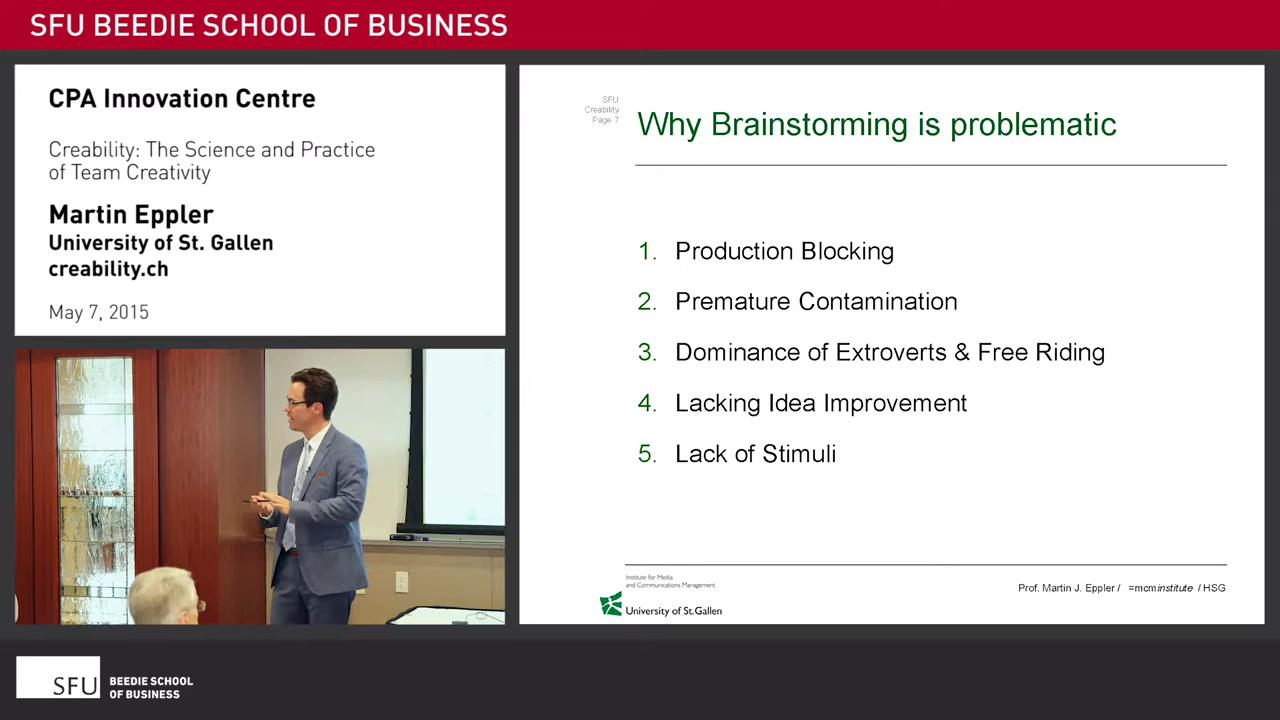 SFU BEEDIE SCHOOL OF BUSINESS
CPA Innovation Centre
Creability: The Science and Practice
of Team Creativity
Martin Eppler
University of St. Gallen
creability.ch
May 7, 2015
SFU
Creability
Page 7
Why Brainstorming is problematic
1. Production Blocking
2. Premature Contamination
3. Dominance of Extroverts & Free Riding
4. Lacking Idea Improvement
5. Lack of Stimuli
Institute for Media
and Communications Management
University of St.Gallen
Prof. Martin J. Eppler / =mcminstitute / HSG
SFU
BEEDIE SCHOOL
OF BUSINESS